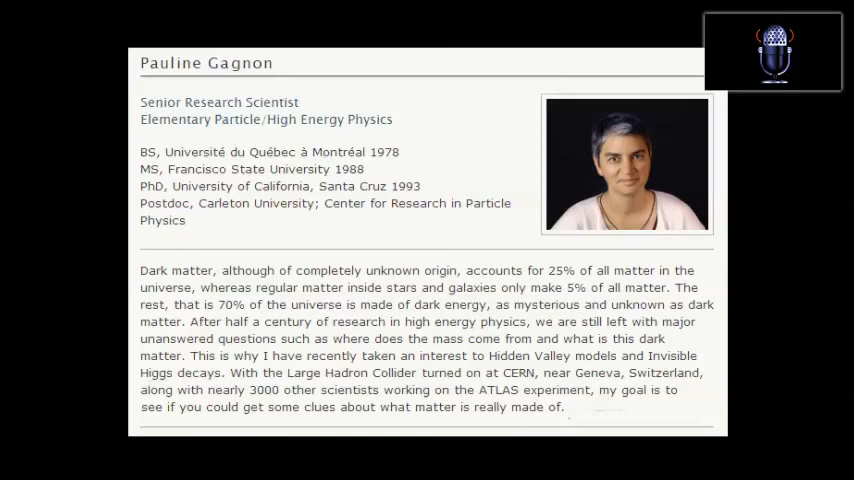 Pauline Gagnon
Senior Research Scientist
Elementary Particle/High Energy Physics
BS, Université du Québec à Montréal 1978
MS, Francisco State University 1988
PhD, University of California, Santa Cruz 1993
Postdoc, Carleton University; Center for Research in Particle
Physics
Dark matter, although of completely unknown origin, accounts for 25% of all matter in the
universe, whereas regular matter inside stars and galaxies only make 5% of all matter. The
rest, that is 70% of the universe is made of dark energy, as mysterious and unknown as dark
matter. After half a century of research in high energy physics, we are still left with major
unanswered questions such as where does the mass come from and what is this dark
matter. This is why I have recently taken an interest to Hidden Valley models and Invisible
Higgs decays. With the Large Hadron Collider turned on at CERN, near Geneva, Switzerland,
along with nearly 3000 other scientists working on the ATLAS experiment, my goal is to
see if you could get some clues about what matter is really made of.